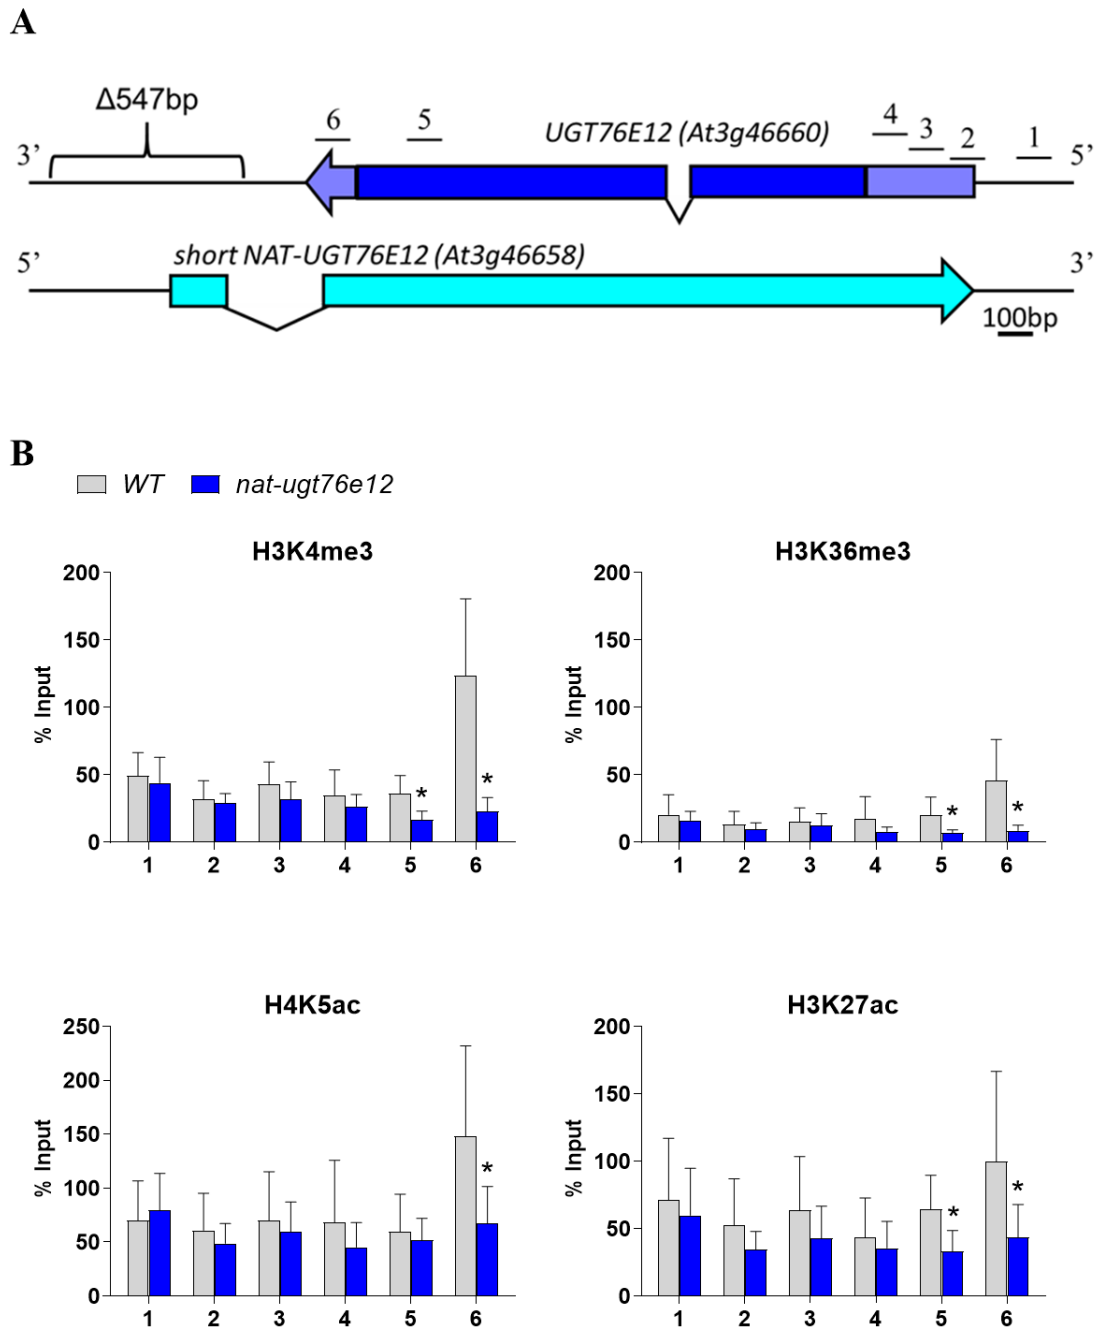 A
Δ547bp
6 5 UGT76E12 (At3g46660) 4 3 2 1
3’ 5’
short NAT-UGT76E12 (At3g46658)
5’ 3’
100bp
B
WT nat-ugt76e12
H3K4me3
% Input
200
150
100
50
0
* *
1 2 3 4 5 6
H3K36me3
% Input
200
150
100
50
0
* *
1 2 3 4 5 6
H4K5ac
% Input
250
200
150
100
50
0
*
1 2 3 4 5 6
H3K27ac
% Input
200
150
100
50
0
* *
1 2 3 4 5 6